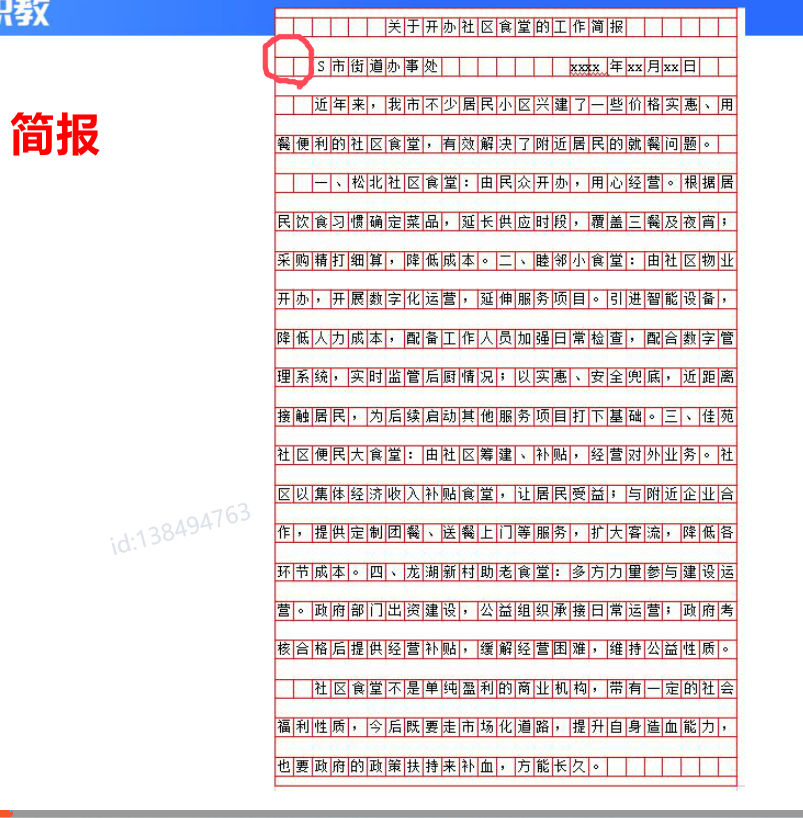 职教
关于开办社区食堂的工作简报
S市街道办事处 xxxx 年xx月xx日
简报
近年来，我市不少居民小区兴建了一些价格实惠、用
餐便利的社区食堂，有效解决了附近居民的就餐问题。
一、松北社区食堂：由民众开办，用心经营。根据居
民饮食习惯确定菜品，延长供应时段，覆盖三餐及夜宵；
采购精打细算，降低成本。二、睦邻小食堂：由社区物业
开办，开展数字化运营，延伸服务项目。引进智能设备，
降低人力成本，配备工作人员加强日常检查，配合数字管
理系统，实时监管后厨情况；以实惠、安全兜底，近距离
接触居民，为后续启动其他服务项目打下基础。三、佳苑
社区便民大食堂：由社区筹建、补贴，经营对外业务。社
区以集体经济收入补贴食堂，让居民受益；与附近企业合
作，提供定制团餐、送餐上门等服务，扩大客流，降低各
环节成本。四、龙湖新村助老食堂：多方力量参与建设运
营。政府部门出资建设，公益组织承接日常运营；政府考
核合格后提供经营补贴，缓解经营困难，维持公益性质。
社区食堂不是单纯盈利的商业机构，带有一定的社会
福利性质，今后既要走市场化道路，提升自身造血能力，
也要政府的政策扶持来补血，方能长久。
id:138494763